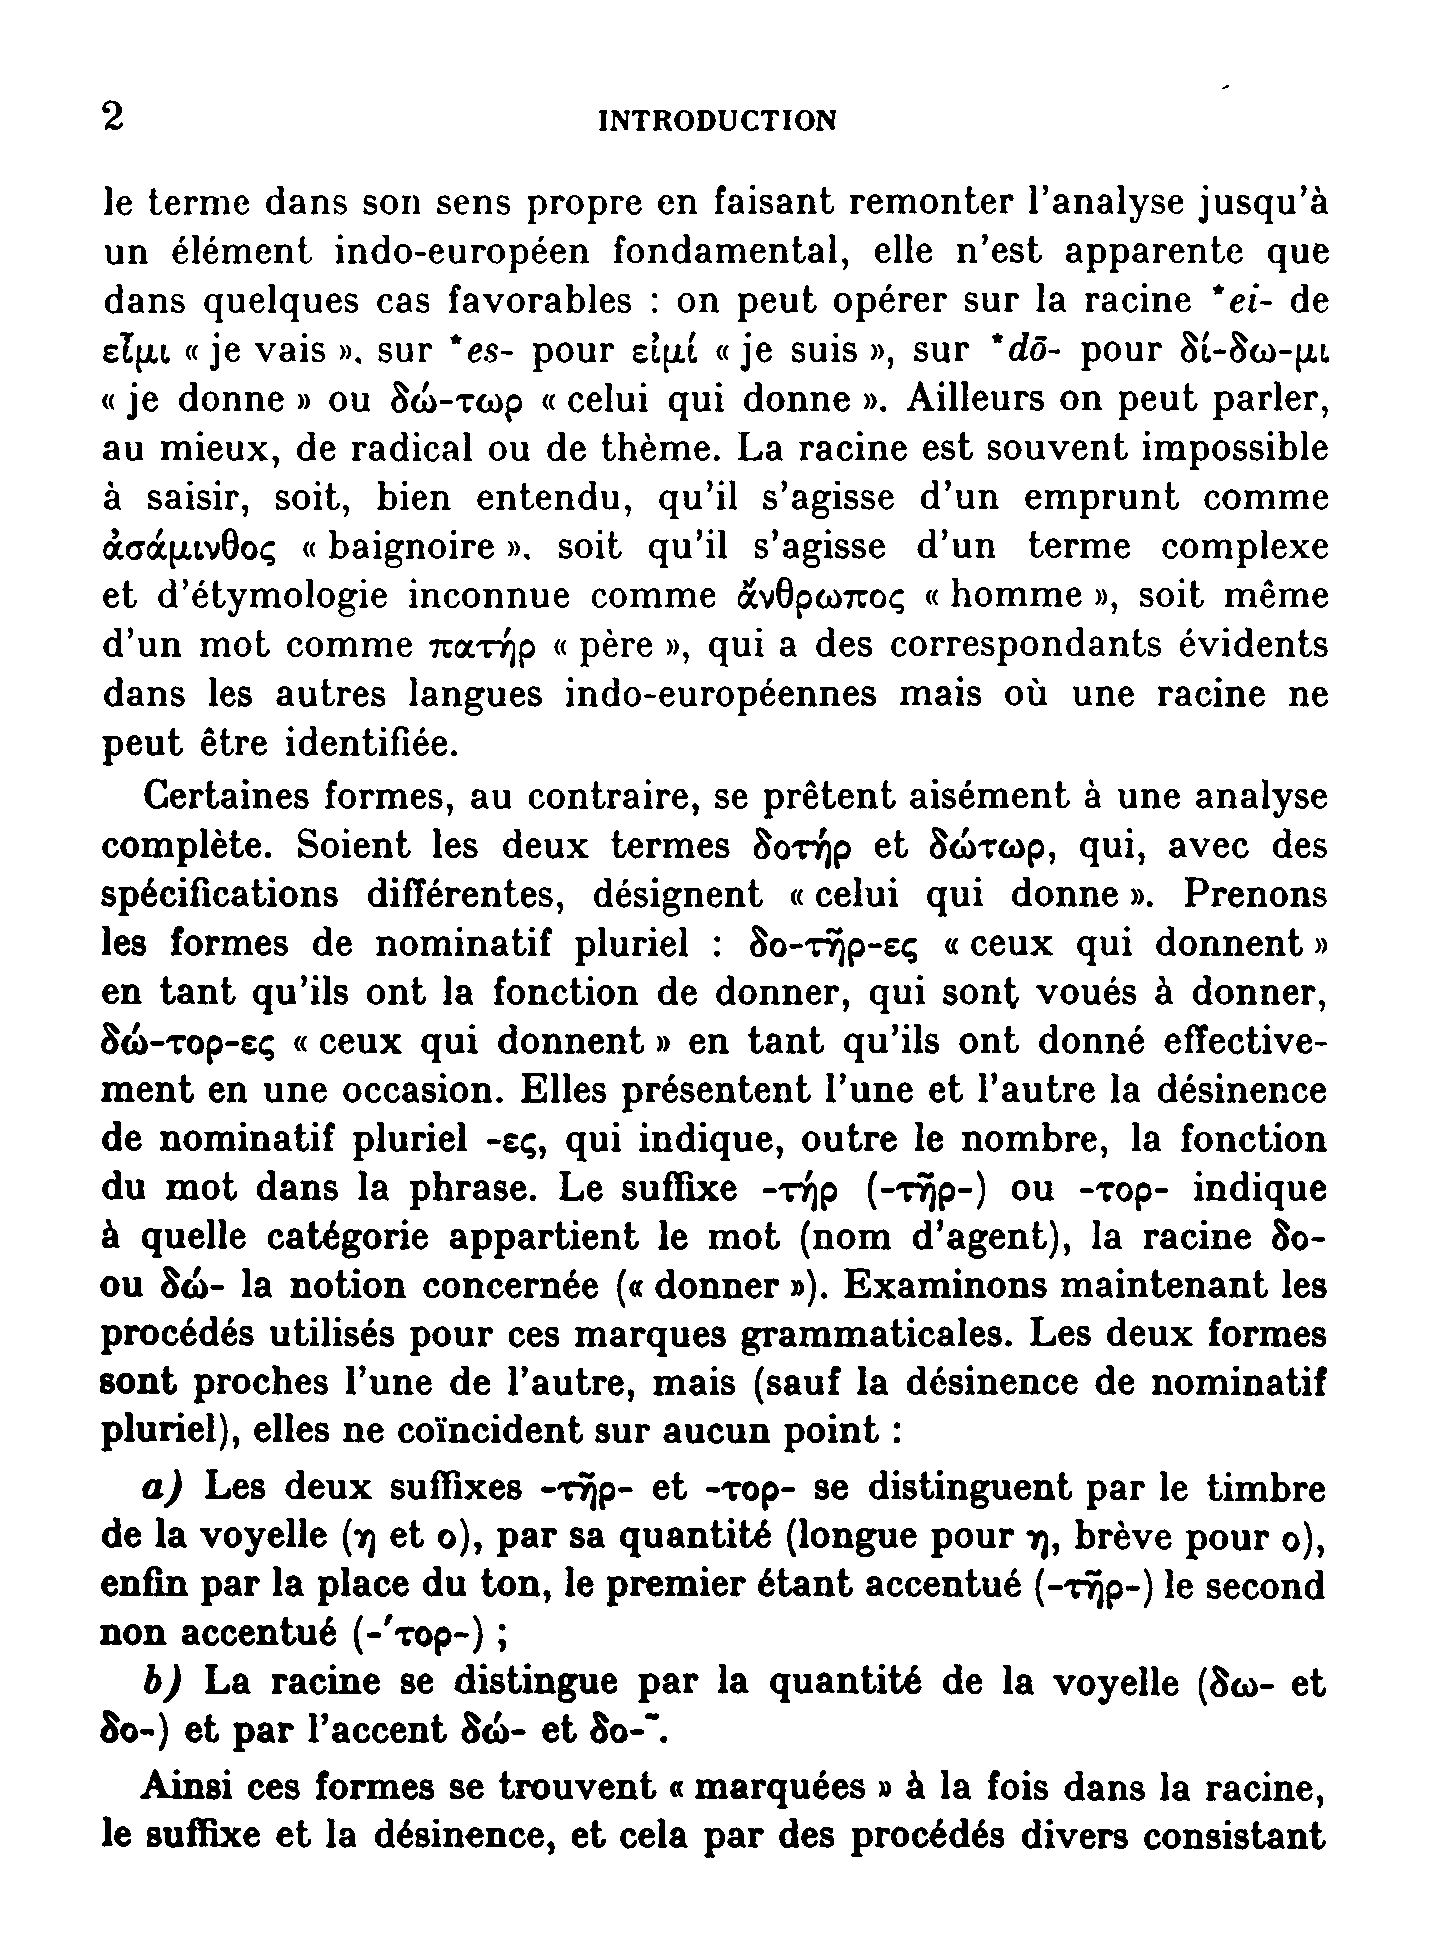 2
INTRODUCTION
le terme dans son sens propre en faisant remonter l'analyse jusqu'à
un élément indo-européen fondamental, elle n'est apparente que
dans quelques cas favorables : on peut opérer sur la racine *ei- de
εἶμι « je vais ». sur *es- pour εἰμί « je suis », sur *dō- pour δί-δω-μι
« je donne » ou δώ-τωρ « celui qui donne ». Ailleurs on peut parler,
au mieux, de radical ou de thème. La racine est souvent impossible
à saisir, soit, bien entendu, qu'il s'agisse d'un emprunt comme
ἀσάμινθος « baignoire ». soit qu'il s'agisse d'un terme complexe
et d'étymologie inconnue comme ἄνθρωπος « homme », soit même
d'un mot comme πατήρ « père », qui a des correspondants évidents
dans les autres langues indo-européennes mais où une racine ne
peut être identifiée.
Certaines formes, au contraire, se prêtent aisément à une analyse
complète. Soient les deux termes δοτήρ et δώτωρ, qui, avec des
spécifications différentes, désignent « celui qui donne ». Prenons
les formes de nominatif pluriel : δο-τῆρ-ες « ceux qui donnent »
en tant qu'ils ont la fonction de donner, qui sont voués à donner,
δώ-τορ-ες « ceux qui donnent » en tant qu'ils ont donné effective-
ment en une occasion. Elles présentent l'une et l'autre la désinence
de nominatif pluriel -ες, qui indique, outre le nombre, la fonction
du mot dans la phrase. Le suffixe -τήρ (-τῆρ-) ou -τορ- indique
à quelle catégorie appartient le mot (nom d'agent), la racine δο-
ou δώ- la notion concernée (« donner »). Examinons maintenant les
procédés utilisés pour ces marques grammaticales. Les deux formes
sont proches l'une de l'autre, mais (sauf la désinence de nominatif
pluriel), elles ne coïncident sur aucun point :
a) Les deux suffixes -τῆρ- et -τορ- se distinguent par le timbre
de la voyelle (η et ο), par sa quantité (longue pour η, brève pour ο),
enfin par la place du ton, le premier étant accentué (-τῆρ-) le second
non accentué (-΄τορ-) ;
b) La racine se distingue par la quantité de la voyelle (δω- et
δο-) et par l'accent δώ- et δο-῀.
Ainsi ces formes se trouvent « marquées » à la fois dans la racine,
le suffixe et la désinence, et cela par des procédés divers consistant